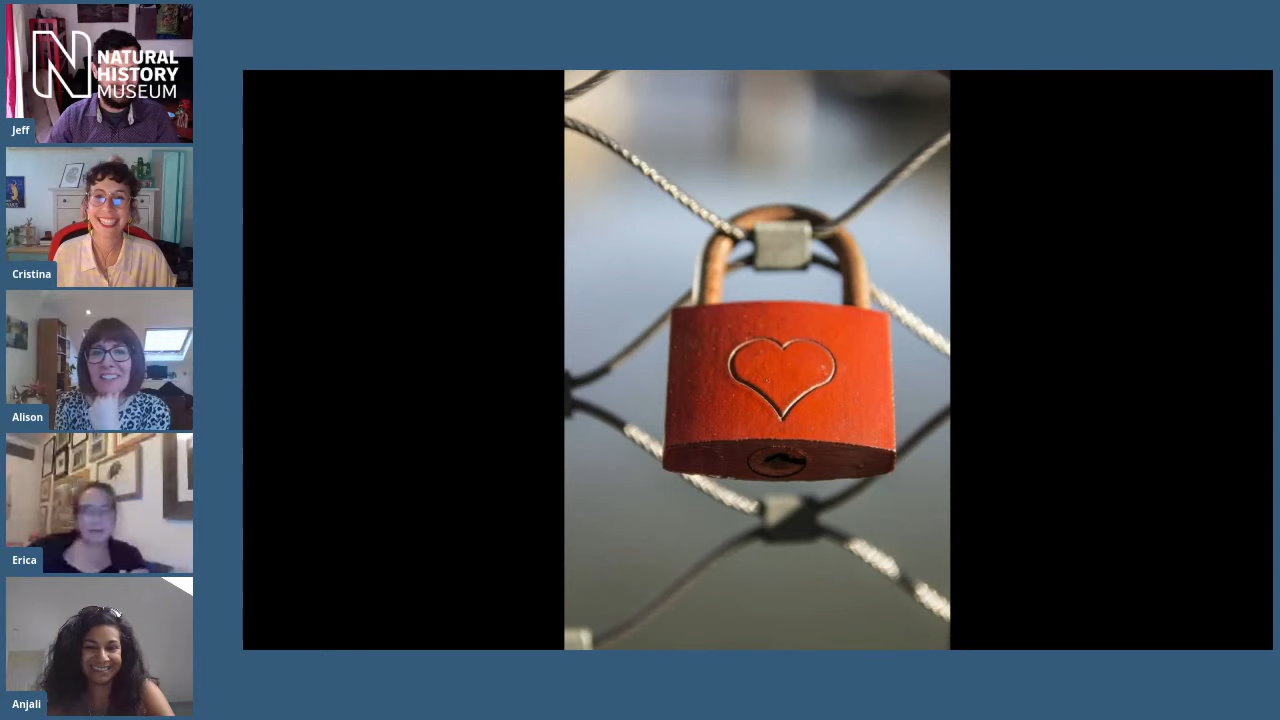 NATURAL
HISTORY
MUSEUM
Jeff
Cristina
Alison
Erica
Anjali